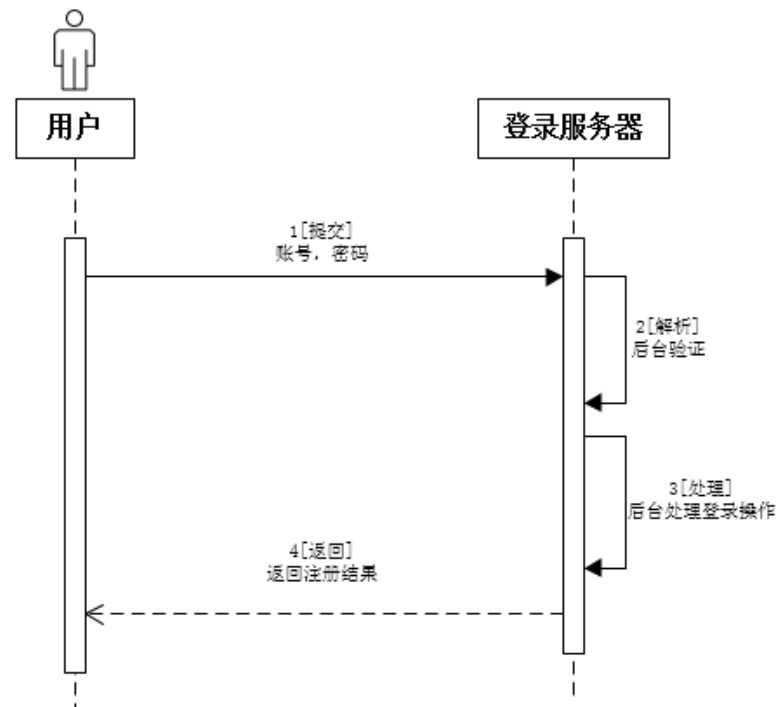 用户
登录服务器
1[提交]
账号，密码
2[解析]
后台验证
3[处理]
后台处理登录操作
4[返回]
返回注册结果